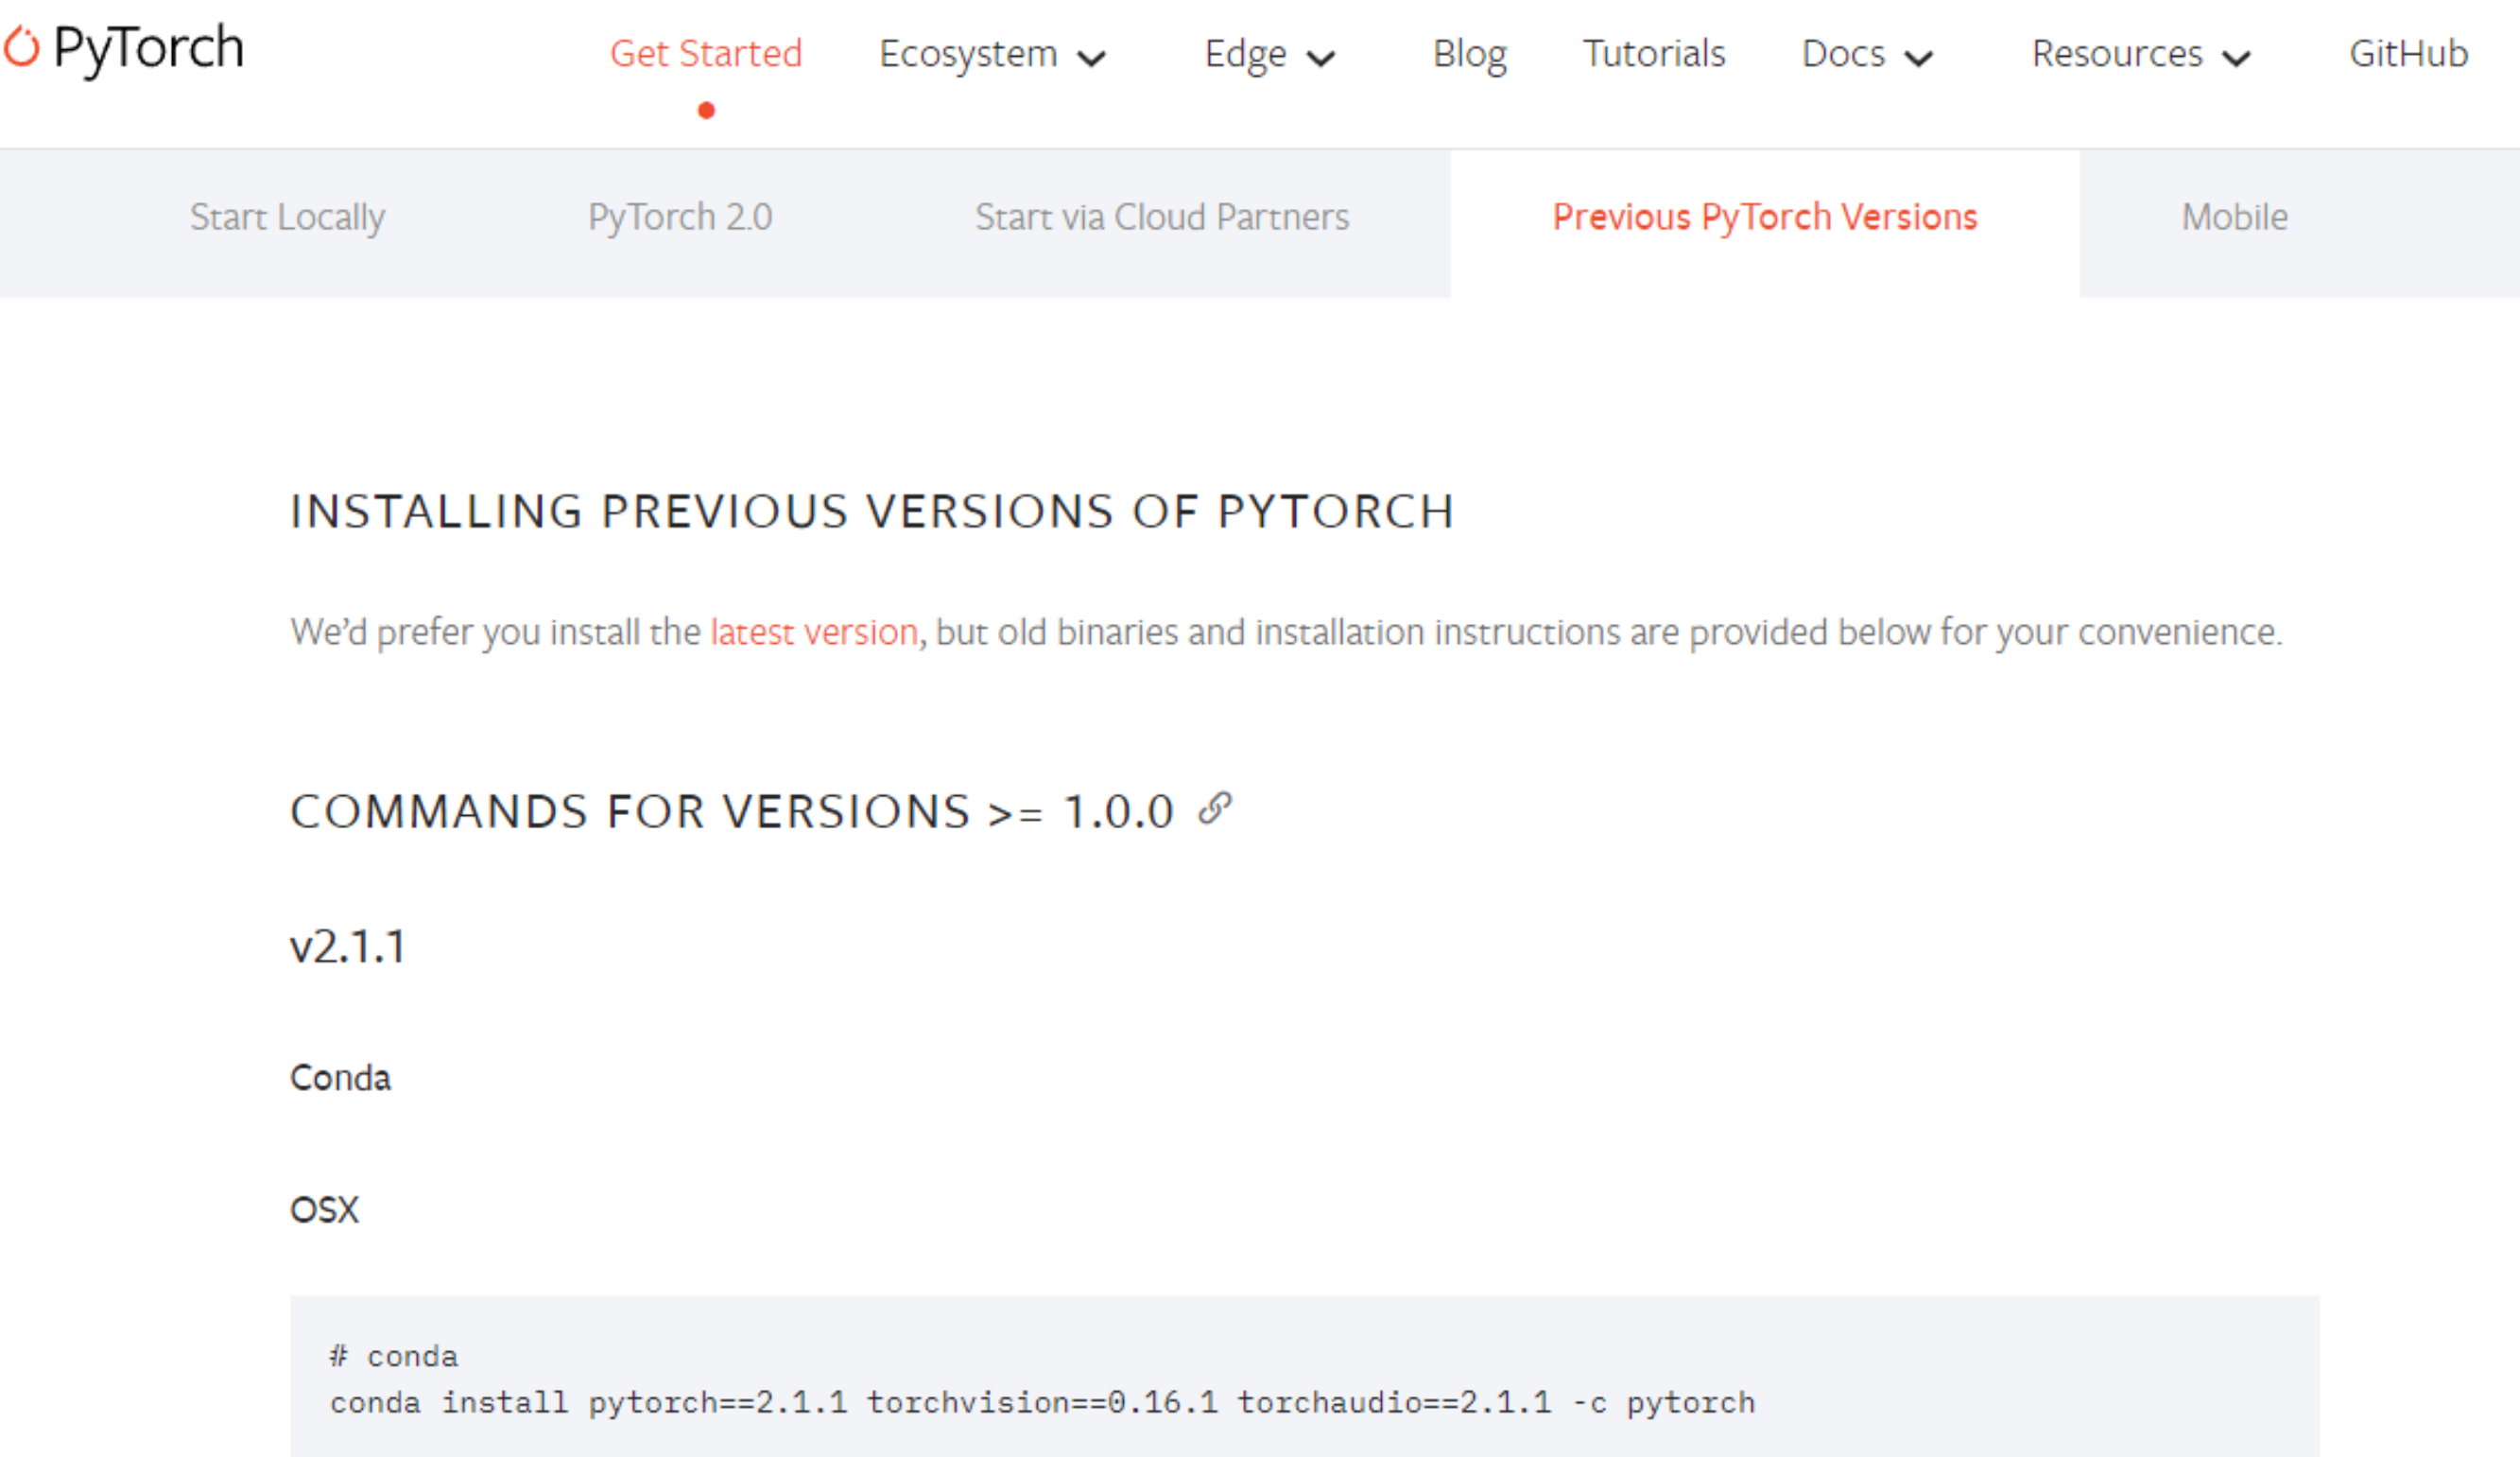 PyTorch
Get Started Ecosystem Edge Blog Tutorials Docs Resources GitHub
Start Locally PyTorch 2.0 Start via Cloud Partners Previous PyTorch Versions Mobile
INSTALLING PREVIOUS VERSIONS OF PYTORCH
We’d prefer you install the latest version, but old binaries and installation instructions are provided below for your convenience.
COMMANDS FOR VERSIONS >= 1.0.0
v2.1.1
Conda
OSX
# conda
conda install pytorch==2.1.1 torchvision==0.16.1 torchaudio==2.1.1 -c pytorch